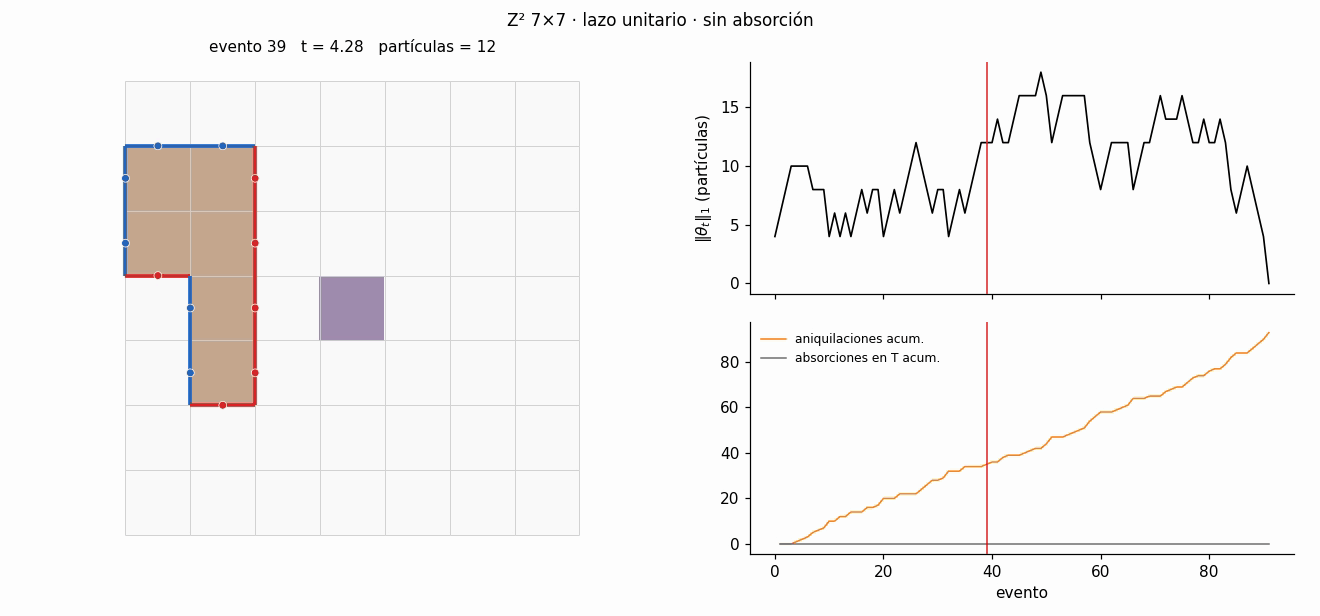 Z² 7×7 · lazo unitario · sin absorción
evento 39   t = 4.28   partículas = 12
‖θₜ‖₁ (partículas)
15
10
5
0
aniquilaciones acum.
absorciones en T acum.
80
60
40
20
0
0 20 40 60 80
evento